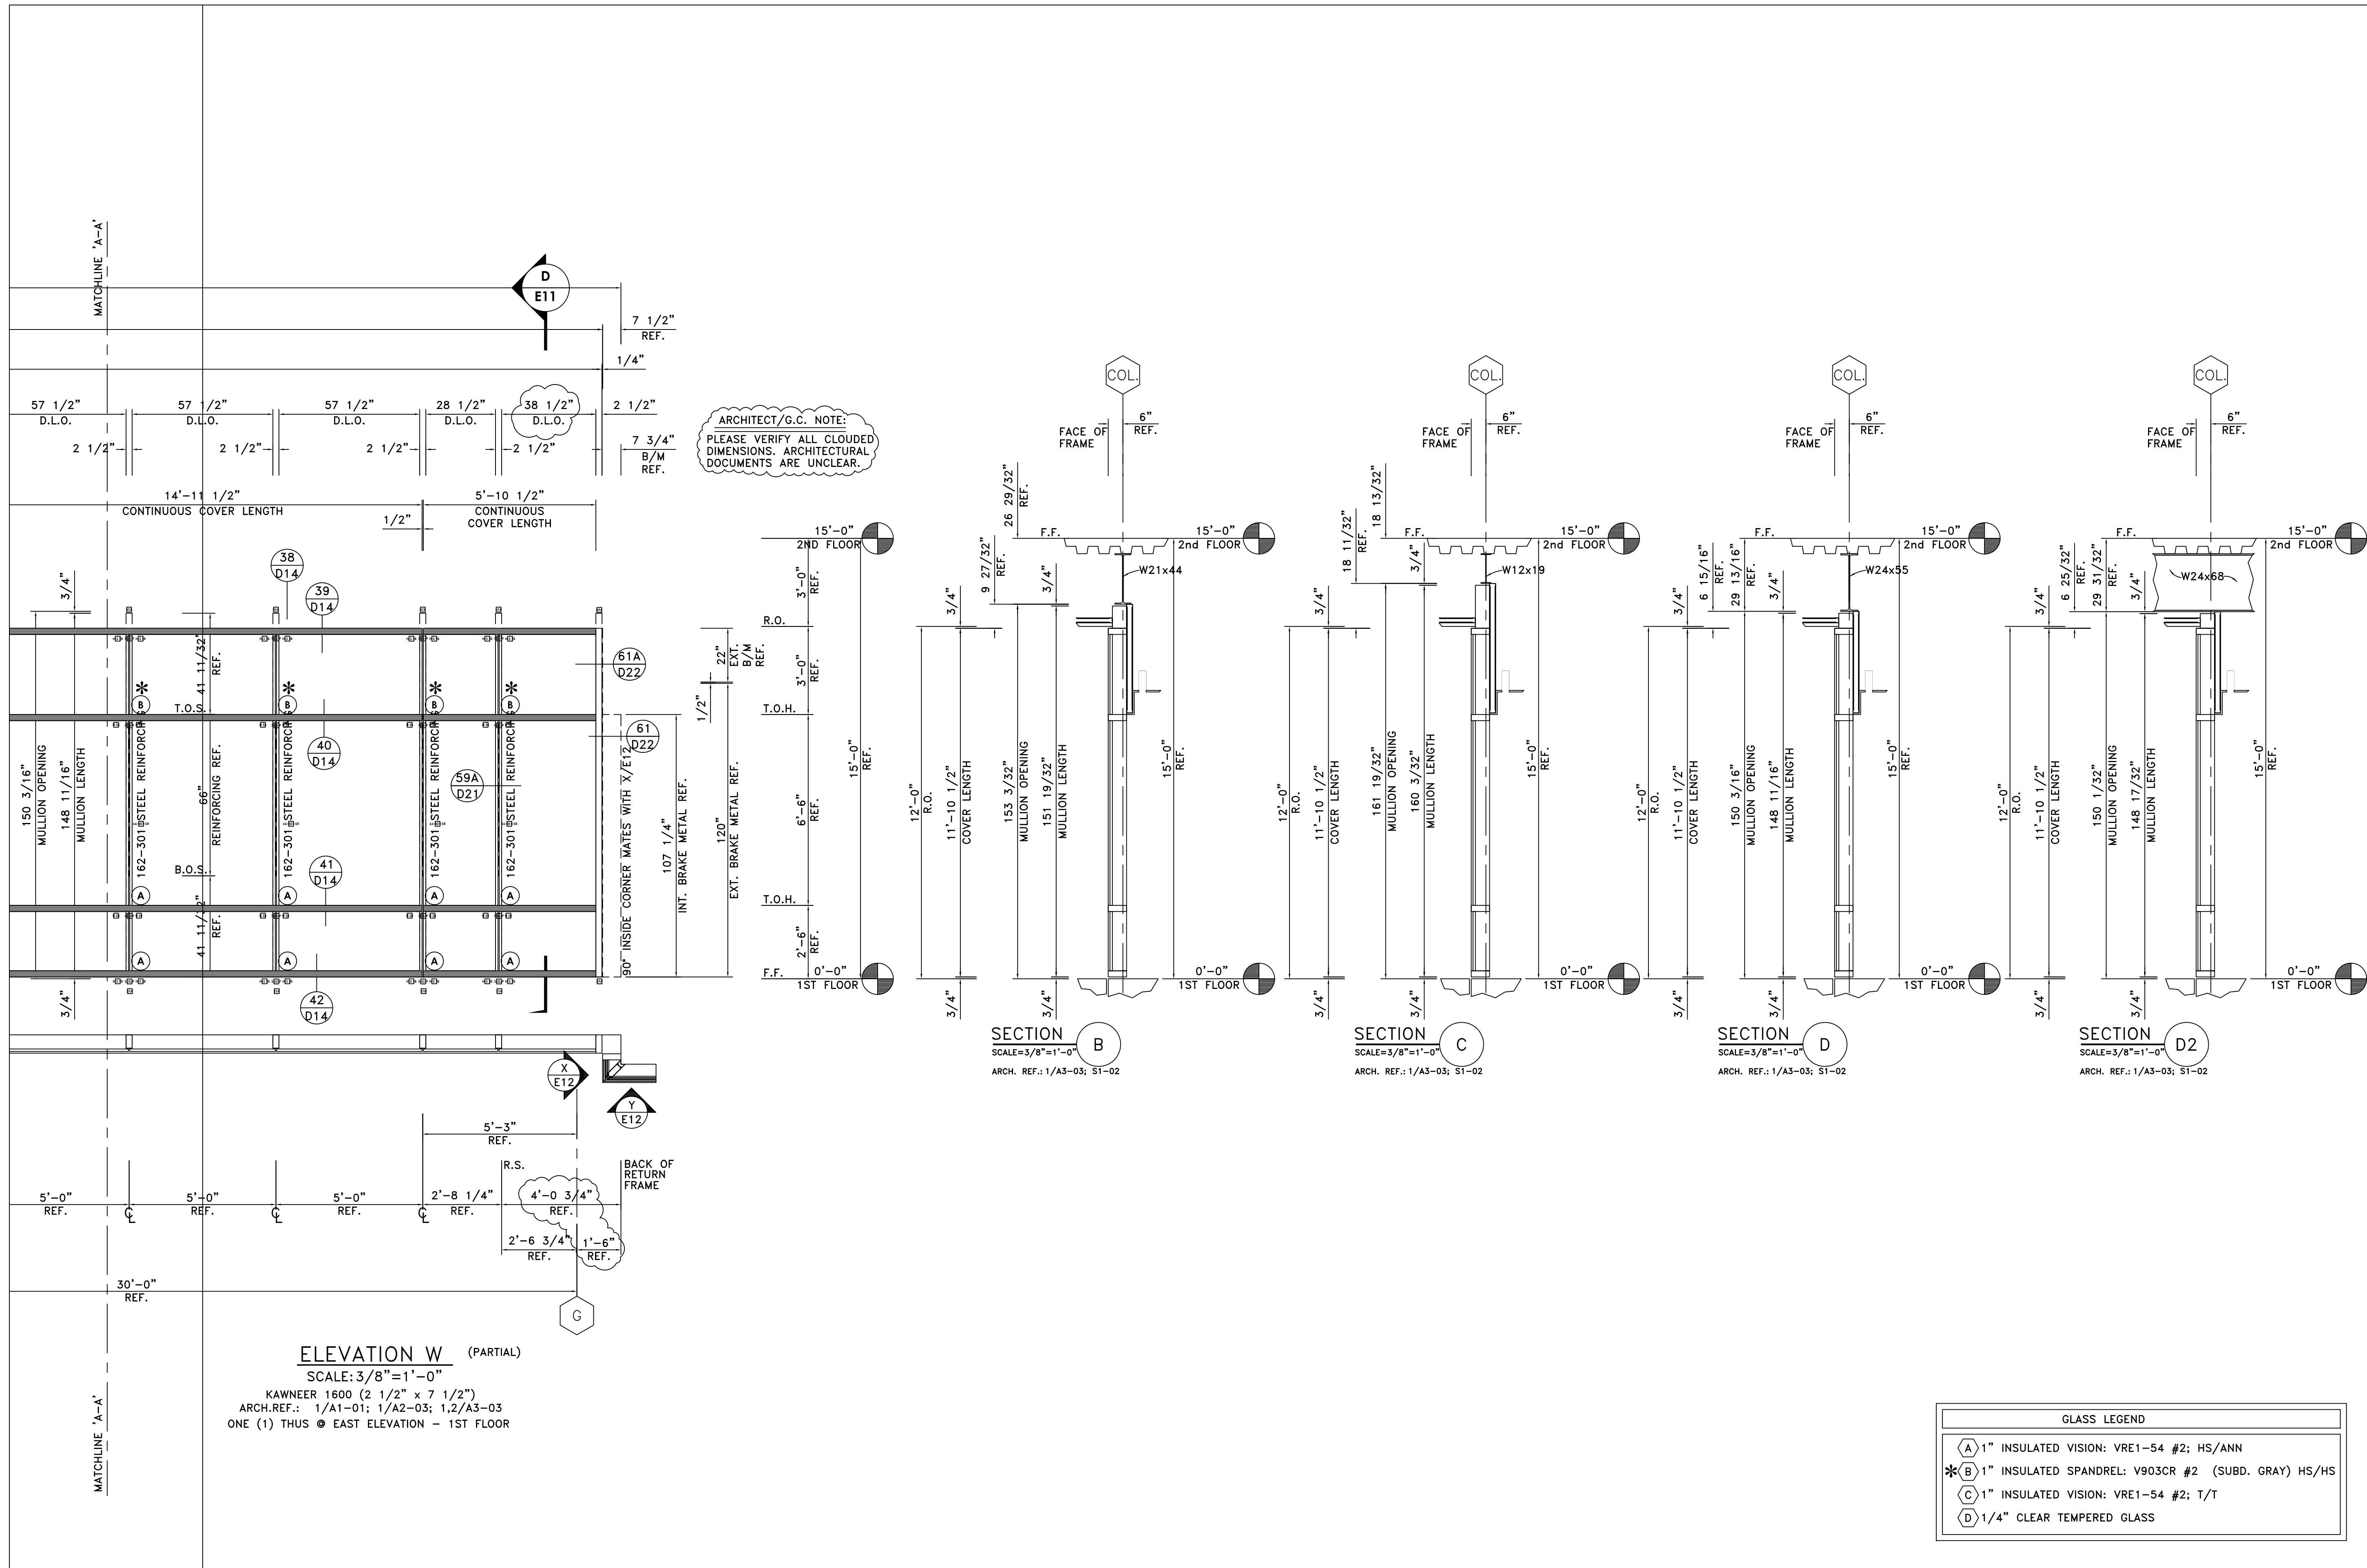 MATCHLINE 'A-A'
D
E11
7 1/2"
REF.
1/4"
57 1/2"
D.L.O.
57 1/2"
D.L.O.
57 1/2"
D.L.O.
28 1/2"
D.L.O.
38 1/2"
D.L.O.
2 1/2"
2 1/2"
2 1/2"
2 1/2"
2 1/2"
7 3/4"
B/M
REF.
ARCHITECT/G.C. NOTE:
PLEASE VERIFY ALL CLOUDED
DIMENSIONS. ARCHITECTURAL
DOCUMENTS ARE UNCLEAR.
14'-11 1/2"
CONTINUOUS COVER LENGTH
5'-10 1/2"
CONTINUOUS
COVER LENGTH
1/2"
38
D14
39
D14
3/4"
61A
D22
61
D22
40
D14
59A
D21
41
D14
42
D14
41 11/32"
REF.
T.O.S.
66"
REINFORCING REF.
B.O.S.
41 11/32"
REF.
150 3/16"
MULLION OPENING
148 11/16"
MULLION LENGTH
3/4"
* B
* B
* B
* B
162-301 STEEL REINFORCING
162-301 STEEL REINFORCING
162-301 STEEL REINFORCING
162-301 STEEL REINFORCING
A
A
A
A
A
A
A
A
90° INSIDE CORNER MATES WITH X/E12
107 1/4"
INT. BRAKE METAL REF.
22"
EXT.
B/M
REF.
1/2"
120"
EXT. BRAKE METAL REF.
15'-0"
2ND FLOOR
3'-0"
REF.
R.O.
3'-0"
REF.
T.O.H.
6'-6"
REF.
T.O.H.
2'-6"
REF.
F.F.
0'-0"
1ST FLOOR
15'-0"
REF.
X
E12
Y
E12
5'-3"
REF.
R.S.
BACK OF
RETURN
FRAME
5'-0"
REF.
5'-0"
REF.
5'-0"
REF.
2'-8 1/4"
REF.
4'-0 3/4"
REF.
2'-6 3/4"
REF.
1'-6"
REF.
30'-0"
REF.
G
MATCHLINE 'A-A'
ELEVATION W (PARTIAL)
SCALE:3/8"=1'-0"
KAWNEER 1600 (2 1/2" x 7 1/2")
ARCH.REF.: 1/A1-01; 1/A2-03; 1,2/A3-03
ONE (1) THUS @ EAST ELEVATION - 1ST FLOOR
COL.
6"
REF.
FACE OF
FRAME
26 29/32"
REF.
9 27/32"
REF.
3/4"
3/4"
F.F.
15'-0"
2nd FLOOR
W21x44
12'-0"
R.O.
11'-10 1/2"
COVER LENGTH
153 3/32"
MULLION OPENING
151 19/32"
MULLION LENGTH
15'-0"
REF.
0'-0"
1ST FLOOR
3/4"
3/4"
SECTION B
SCALE=3/8"=1'-0"
ARCH. REF.: 1/A3-03; S1-02
COL.
6"
REF.
FACE OF
FRAME
18 13/32"
18 11/32"
REF.
3/4"
3/4"
F.F.
15'-0"
2nd FLOOR
W12x19
12'-0"
R.O.
11'-10 1/2"
COVER LENGTH
161 19/32"
MULLION OPENING
160 3/32"
MULLION LENGTH
15'-0"
REF.
0'-0"
1ST FLOOR
3/4"
3/4"
SECTION C
SCALE=3/8"=1'-0"
ARCH. REF.: 1/A3-03; S1-02
COL.
6"
REF.
FACE OF
FRAME
6 15/16"
REF.
29 13/16"
REF.
3/4"
3/4"
F.F.
15'-0"
2nd FLOOR
W24x55
12'-0"
R.O.
11'-10 1/2"
COVER LENGTH
150 3/16"
MULLION OPENING
148 11/16"
MULLION LENGTH
15'-0"
REF.
0'-0"
1ST FLOOR
3/4"
3/4"
SECTION D
SCALE=3/8"=1'-0"
ARCH. REF.: 1/A3-03; S1-02
COL.
6"
REF.
FACE OF
FRAME
6 25/32"
REF.
29 31/32"
REF.
3/4"
3/4"
F.F.
15'-0"
2nd FLOOR
W24x68
12'-0"
R.O.
11'-10 1/2"
COVER LENGTH
150 1/32"
MULLION OPENING
148 17/32"
MULLION LENGTH
15'-0"
REF.
0'-0"
1ST FLOOR
3/4"
3/4"
SECTION D2
SCALE=3/8"=1'-0"
ARCH. REF.: 1/A3-03; S1-02
GLASS LEGEND
A 1" INSULATED VISION: VRE1-54 #2; HS/ANN
* B 1" INSULATED SPANDREL: V903CR #2 (SUBD. GRAY) HS/HS
C 1" INSULATED VISION: VRE1-54 #2; T/T
D 1/4" CLEAR TEMPERED GLASS